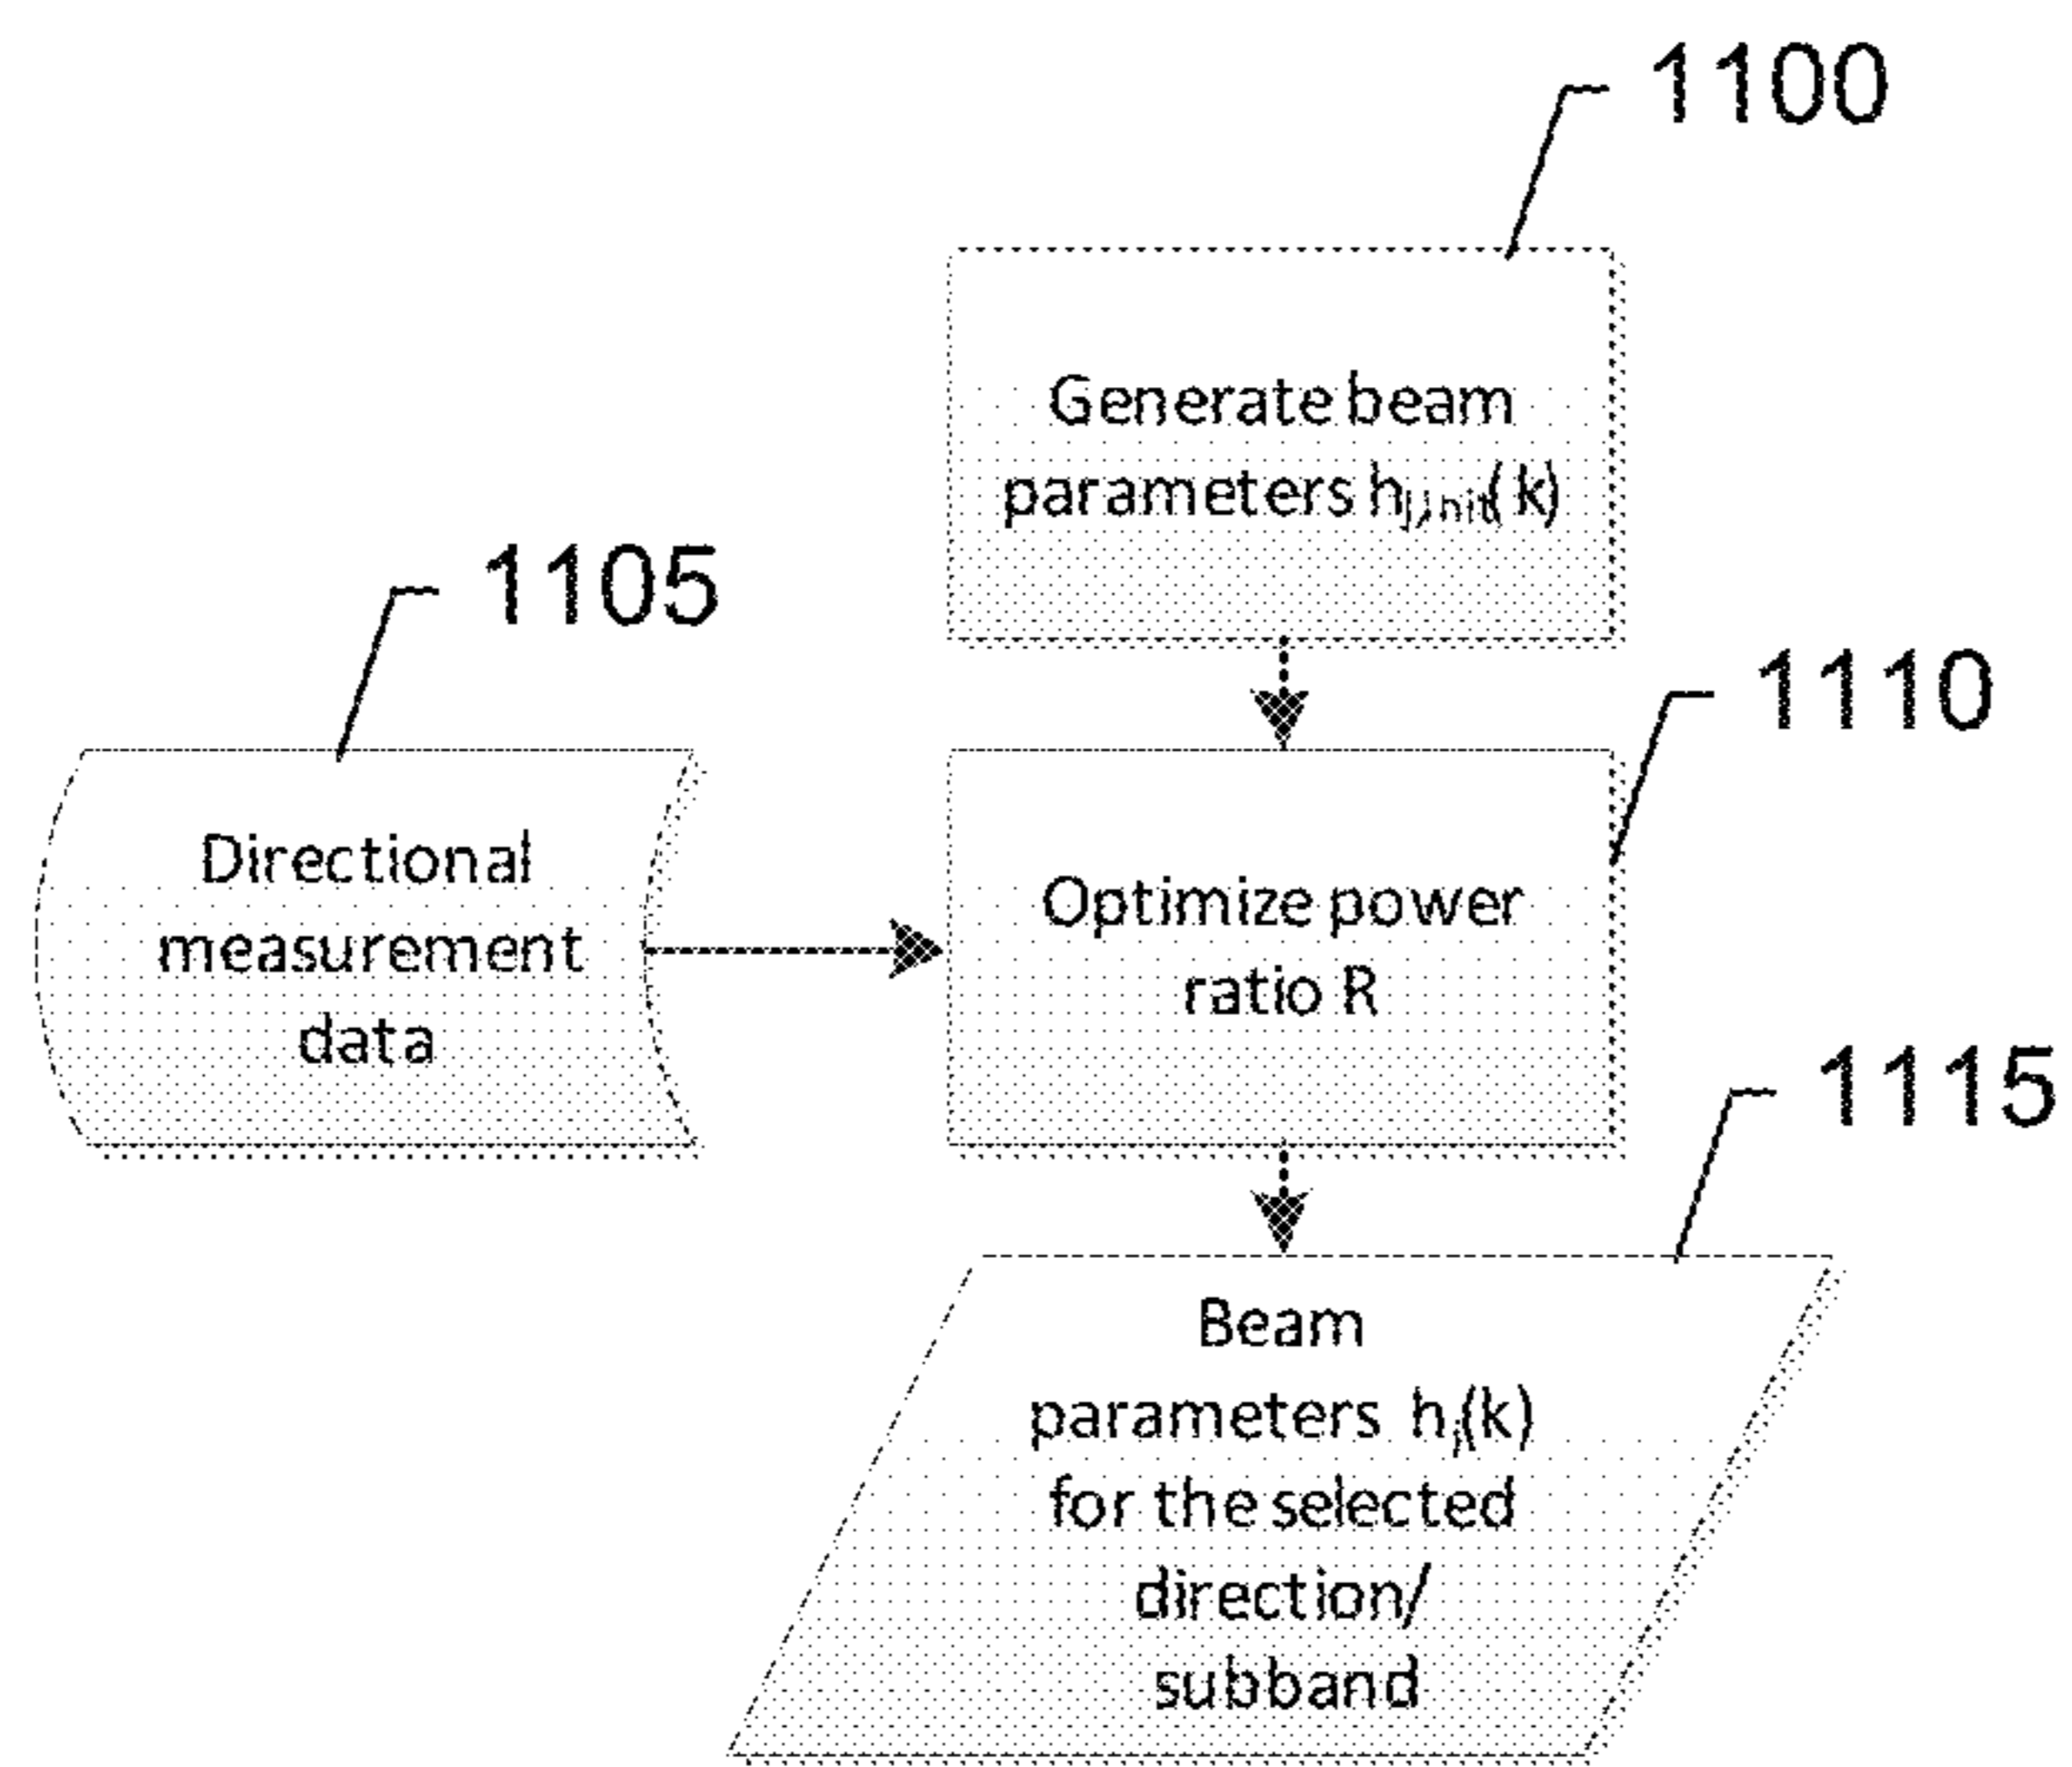 1100
Generate beam
parameters hj,init(k)
1105
1110
Directional
measurement
data
Optimize power
ratio R
1115
Beam
parameters hj(k)
for the selected
direction/
subband